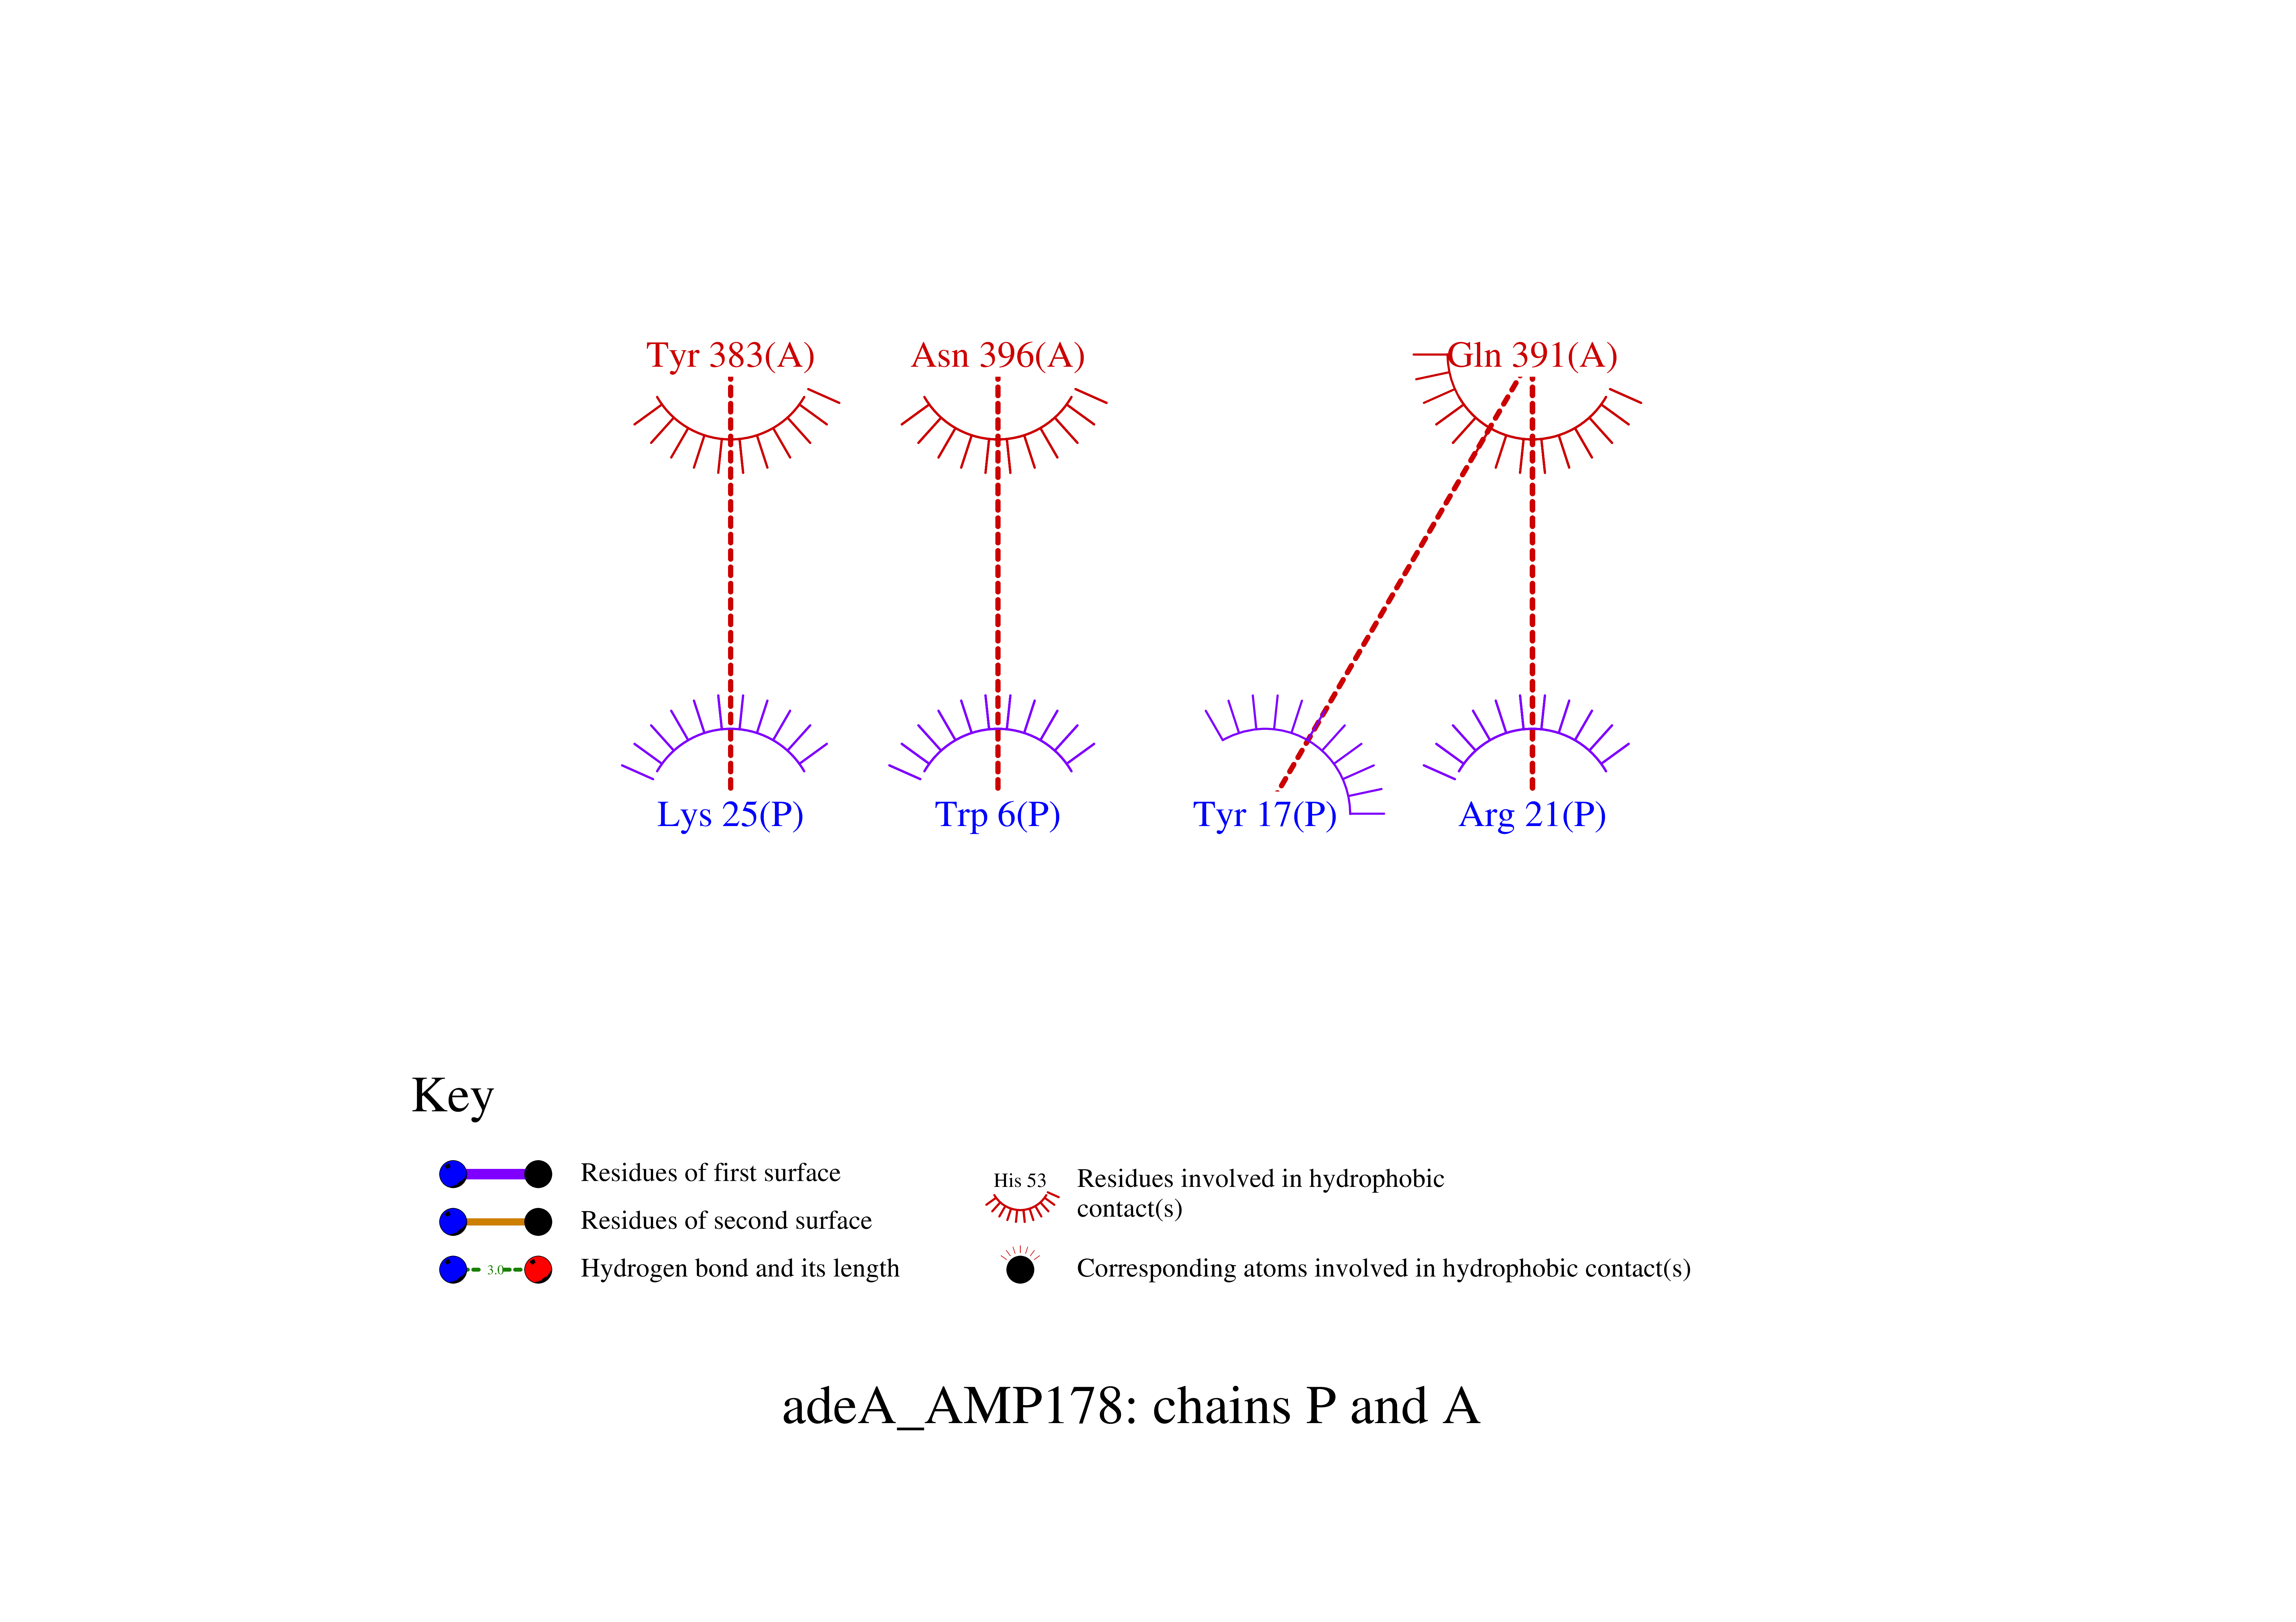 Tyr 383(A) Asn 396(A) Gln 391(A)
Lys 25(P) Trp 6(P) Tyr 17(P) Arg 21(P)
Key
Residues of first surface
Residues of second surface
3.0 Hydrogen bond and its length
His 53 Residues involved in hydrophobic
contact(s)
Corresponding atoms involved in hydrophobic contact(s)
adeA_AMP178: chains P and A